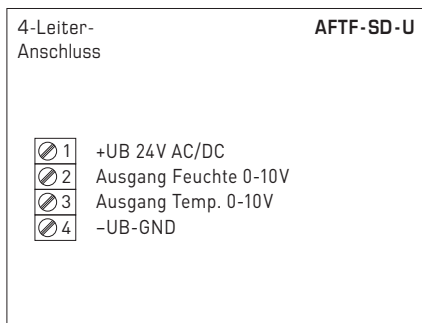 4-Leiter-
Anschluss
AFTF-SD-U
1 +UB 24V AC/DC
2 Ausgang Feuchte 0-10V
3 Ausgang Temp. 0-10V
4 –UB-GND